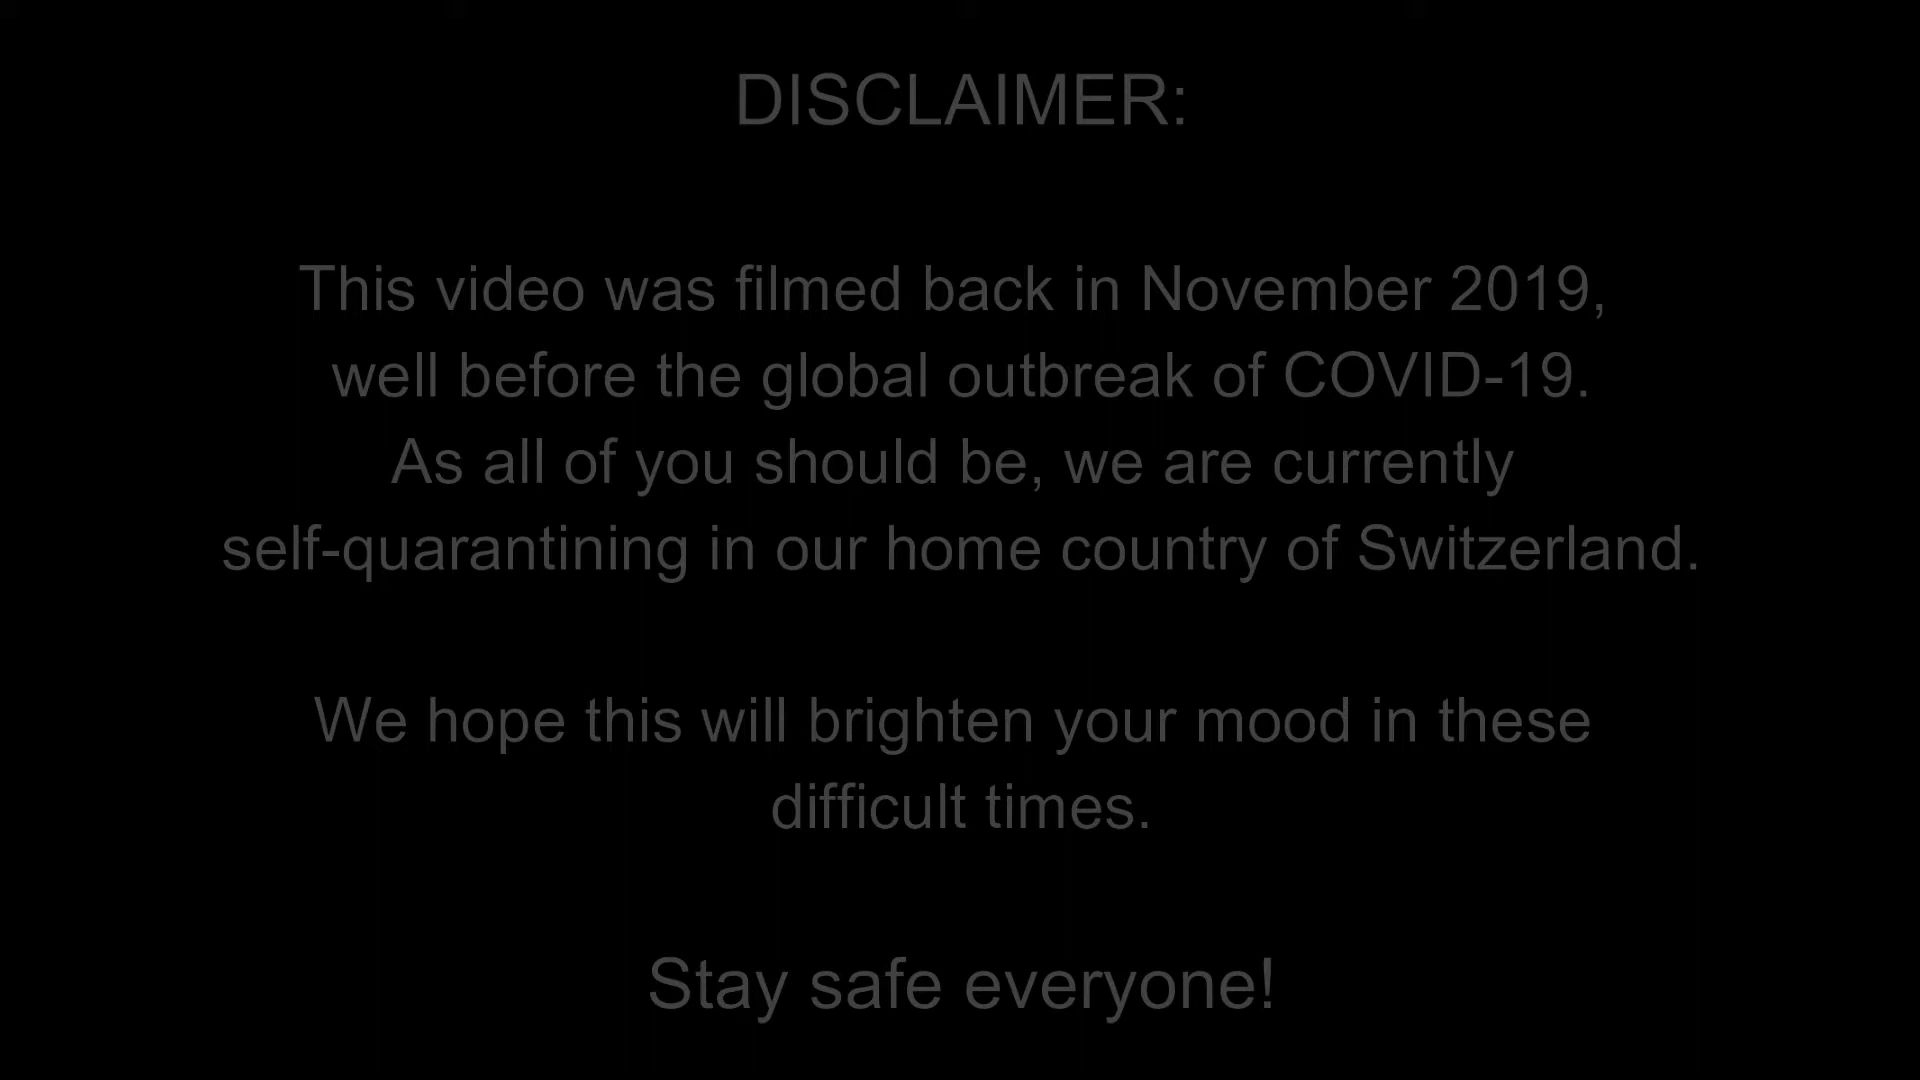 DISCLAIMER:
This video was filmed back in November 2019,
well before the global outbreak of COVID-19.
As all of you should be, we are currently
self-quarantining in our home country of Switzerland.
We hope this will brighten your mood in these
difficult times.
Stay safe everyone!